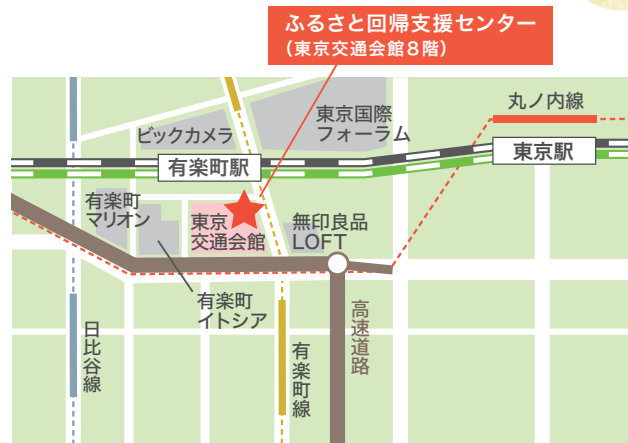 ふるさと回帰支援センター
（東京交通会館8階）
丸ノ内線
東京国際
フォーラム
ビックカメラ
東京駅
有楽町駅
有楽町
マリオン
東京
交通会館
無印良品
LOFT
有楽町
イトシア
高速道路
日比谷線
有楽町線